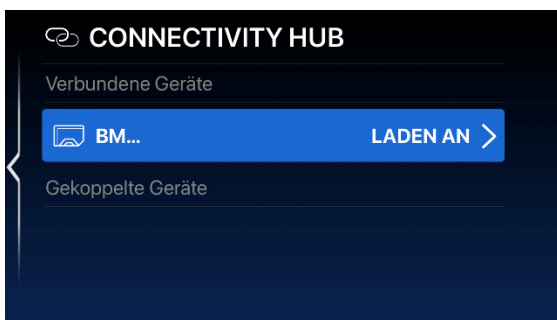 CONNECTIVITY HUB
Verbundene Geräte
BM... LADEN AN
Gekoppelte Geräte